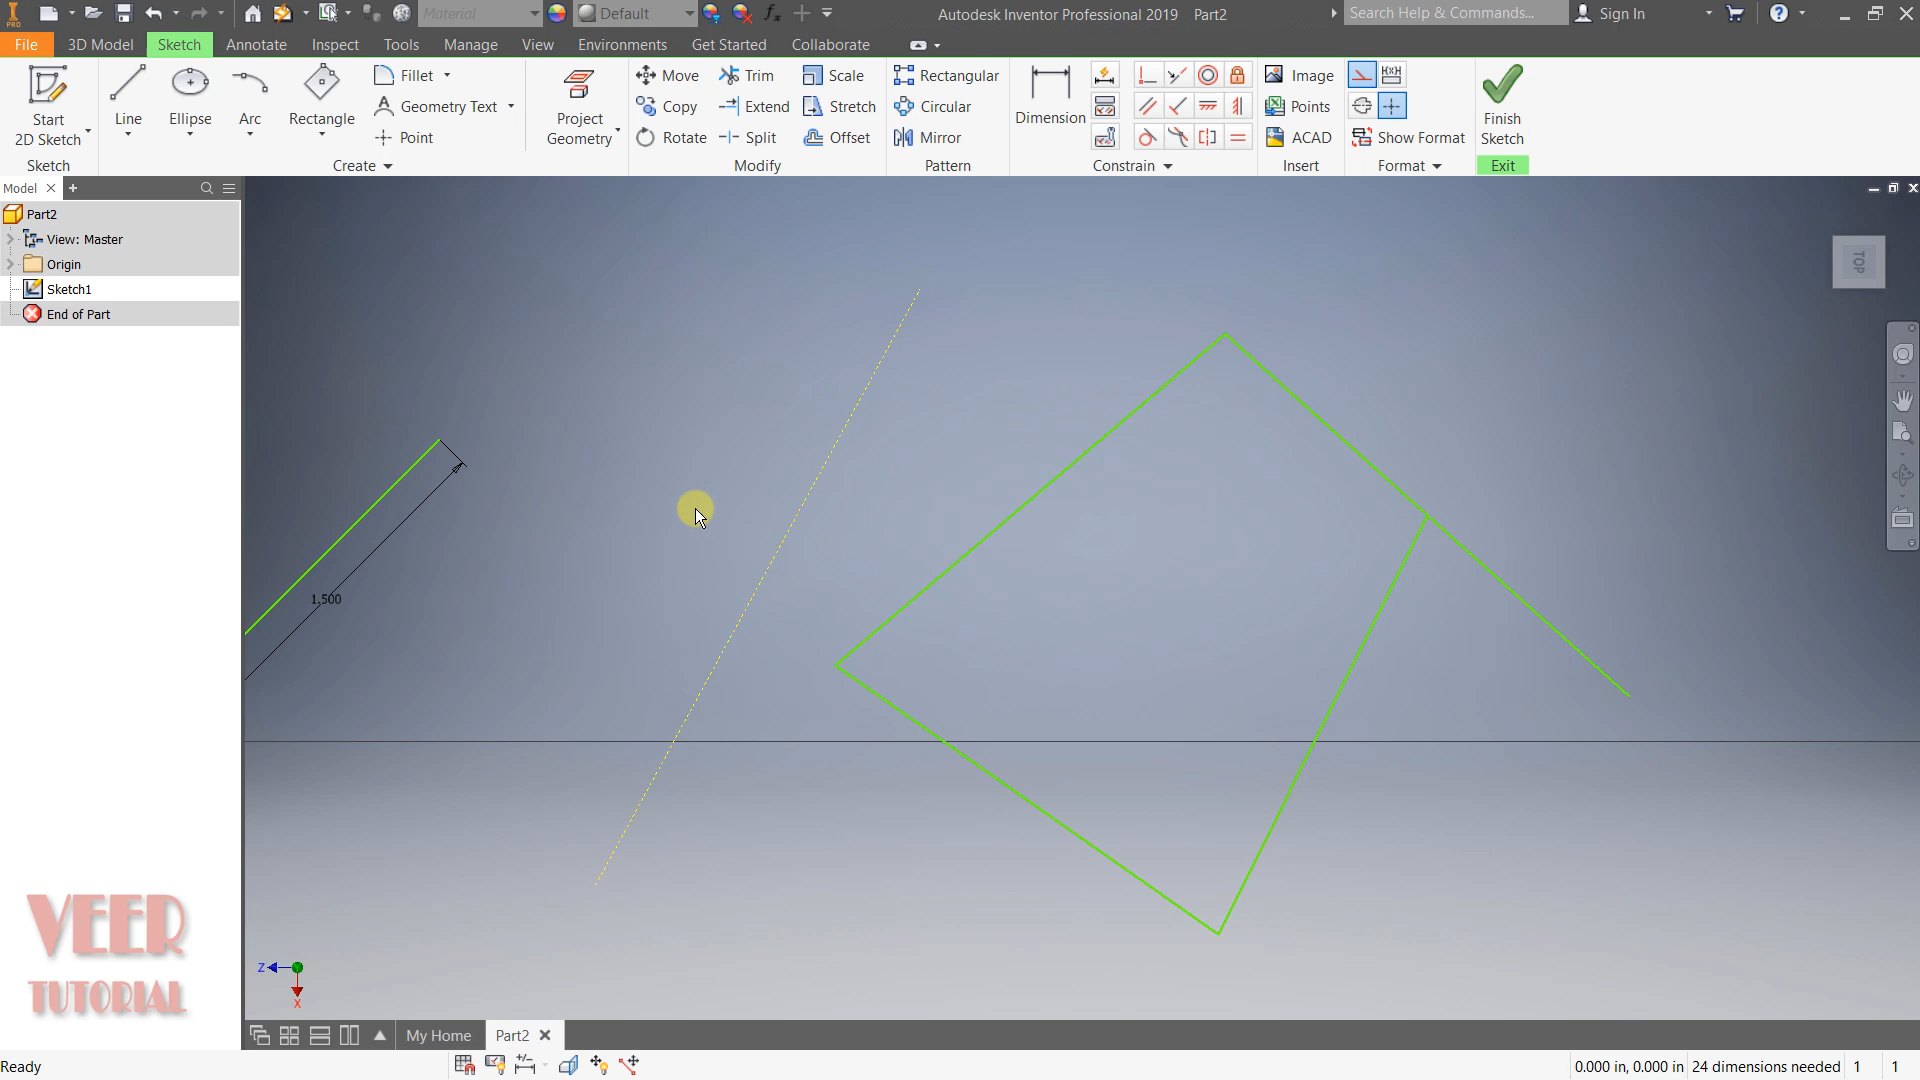 PRO
Material
Default
fx
Autodesk Inventor Professional 2019 Part2
Search Help & Commands...
Sign In
File 3D Model Sketch Annotate Inspect Tools Manage View Environments Get Started Collaborate
Start
2D Sketch
Sketch
Line
Ellipse
Arc
Rectangle
Fillet
Geometry Text
Point
Create
Project
Geometry
Move Trim Scale
Copy Extend Stretch
Rotate Split Offset
Modify
Rectangular
Circular
Mirror
Pattern
Dimension
Constrain
Image
Points
ACAD
Insert
Show Format
Format
Finish
Sketch
Exit
Model
Part2
View: Master
Origin
Sketch1
End of Part
TOP
1.500
VEER
TUTORIAL
Z
X
My Home Part2
Ready
0.000 in, 0.000 in 24 dimensions needed 1 1